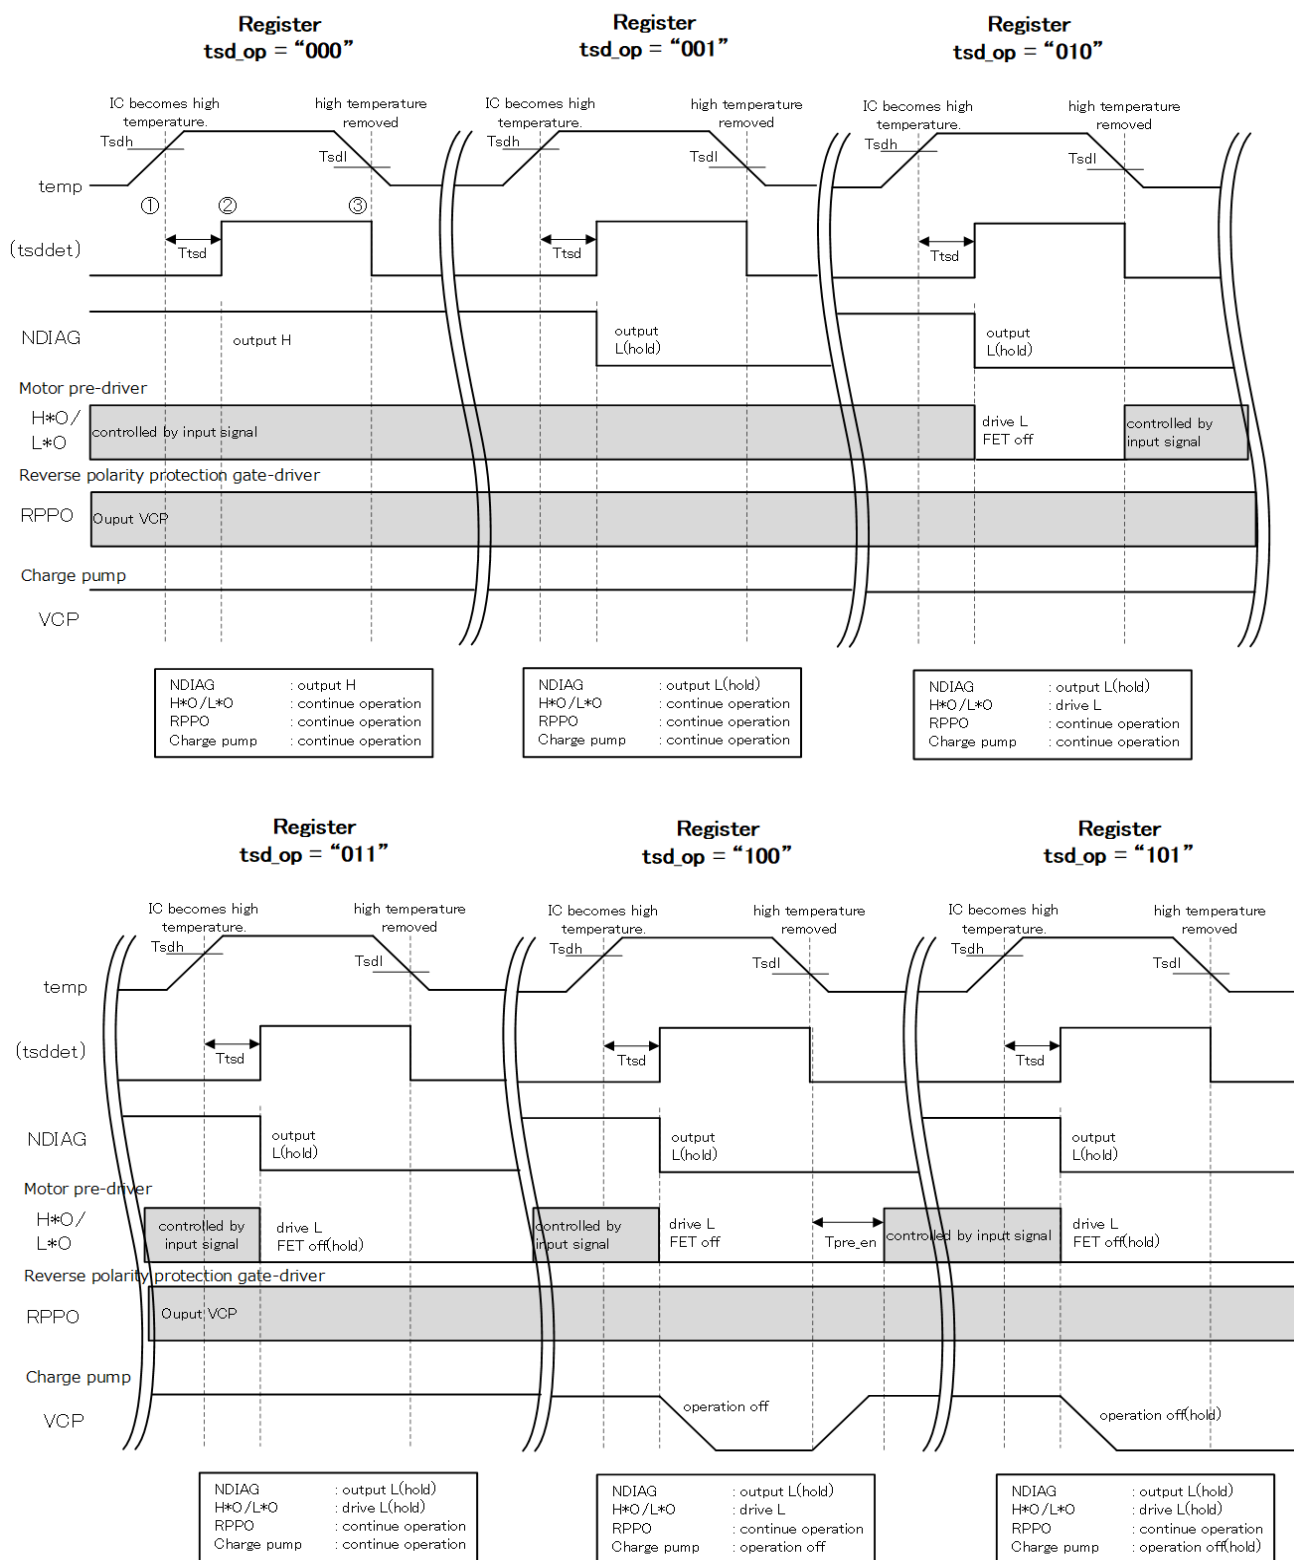 Register
tsd_op = “000”
Register
tsd_op = “001”
Register
tsd_op = “010”
IC becomes high
temperature.
high temperature
removed
IC becomes high
temperature.
high temperature
removed
IC becomes high
temperature.
high temperature
removed
Tsdh
Tsdl
Tsdh
Tsdl
Tsdh
Tsdl
temp
① ② ③
(tsddet)
Ttsd
Ttsd
Ttsd
NDIAG
output H
output
L(hold)
output
L(hold)
Motor pre-driver
H*O/
L*O
controlled by input signal
drive L
FET off
controlled by
input signal
Reverse polarity protection gate-driver
RPPO
Ouput VCP
Charge pump
VCP
NDIAG : output H
H*O/L*O : continue operation
RPPO : continue operation
Charge pump : continue operation
NDIAG : output L(hold)
H*O/L*O : continue operation
RPPO : continue operation
Charge pump : continue operation
NDIAG : output L(hold)
H*O/L*O : drive L
RPPO : continue operation
Charge pump : continue operation
Register
tsd_op = “011”
Register
tsd_op = “100”
Register
tsd_op = “101”
IC becomes high
temperature.
high temperature
removed
IC becomes high
temperature.
high temperature
removed
IC becomes high
temperature.
high temperature
removed
Tsdh
Tsdl
Tsdh
Tsdl
Tsdh
Tsdl
temp
(tsddet)
Ttsd
Ttsd
Ttsd
NDIAG
output
L(hold)
output
L(hold)
output
L(hold)
Motor pre-driver
H*O/
L*O
controlled by
input signal
drive L
FET off(hold)
controlled by
input signal
drive L
FET off
Tpre_en
controlled by input signal
drive L
FET off(hold)
Reverse polarity protection gate-driver
RPPO
Ouput VCP
Charge pump
VCP
operation off
operation off(hold)
NDIAG : output L(hold)
H*O/L*O : drive L(hold)
RPPO : continue operation
Charge pump : continue operation
NDIAG : output L(hold)
H*O/L*O : drive L
RPPO : continue operation
Charge pump : operation off
NDIAG : output L(hold)
H*O/L*O : drive L(hold)
RPPO : continue operation
Charge pump : operation off(hold)